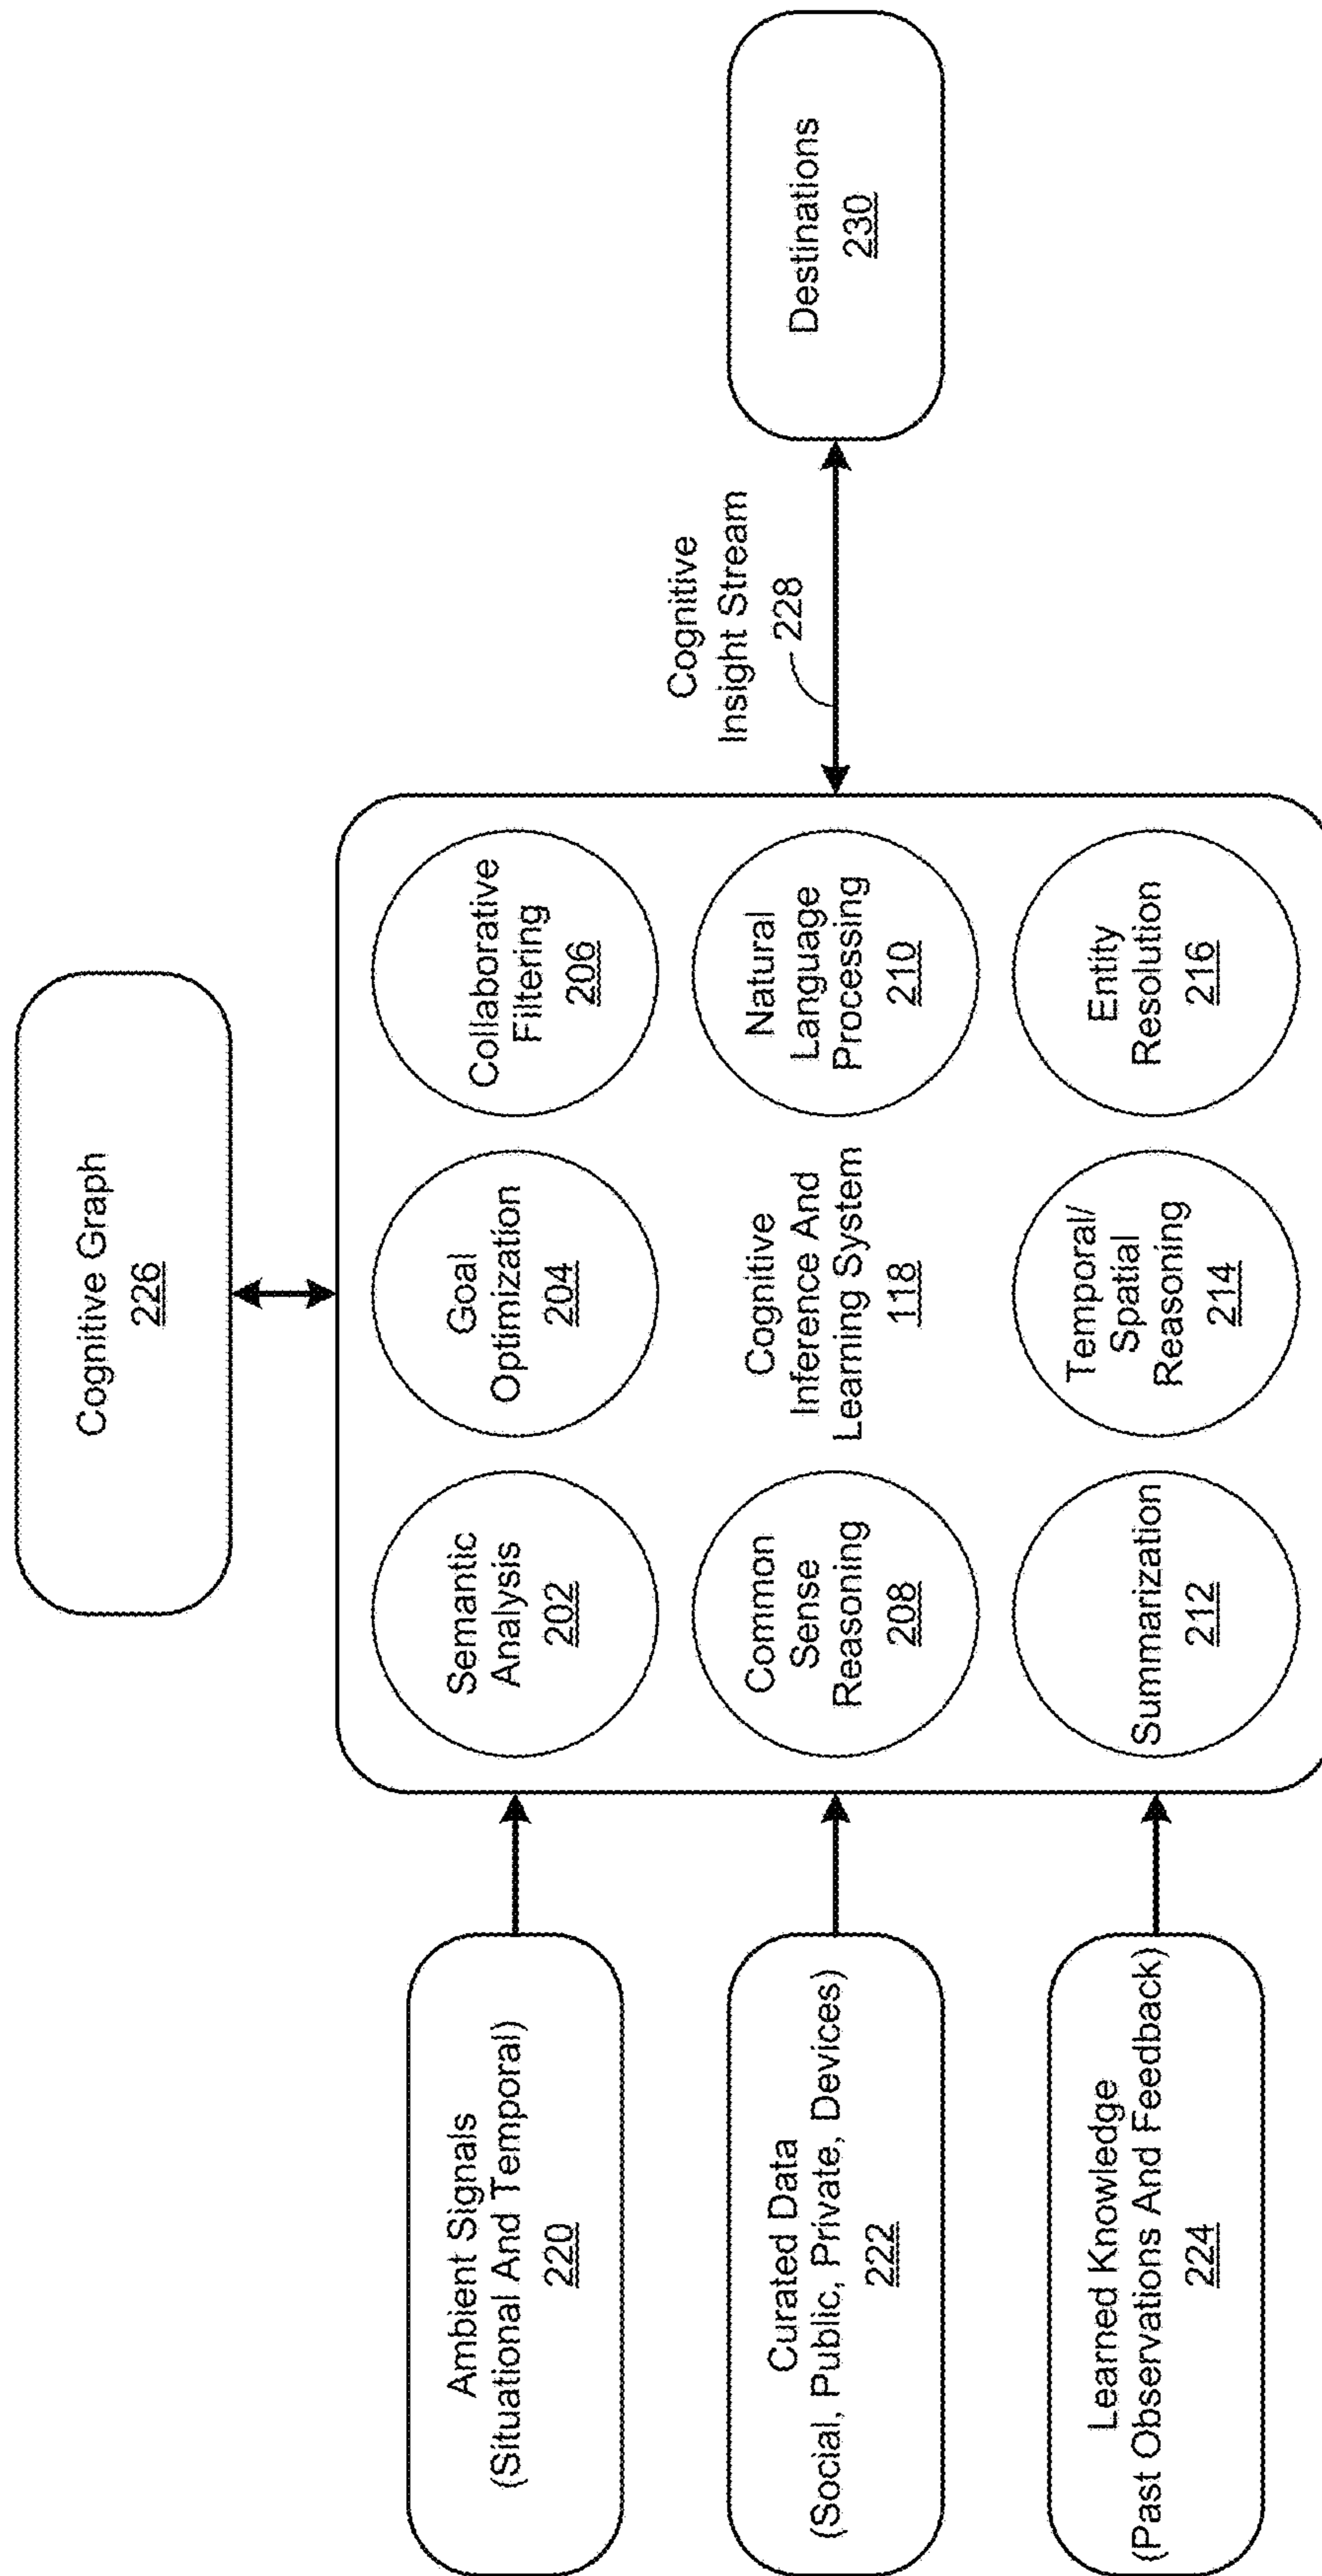 Cognitive Graph
226
Ambient Signals
(Situational And Temporal)
220
Curated Data
(Social, Public, Private, Devices)
222
Learned Knowledge
(Past Observations And Feedback)
224
Semantic
Analysis
202
Goal
Optimization
204
Collaborative
Filtering
206
Common
Sense
Reasoning
208
Cognitive
Inference And
Learning System
118
Natural
Language
Processing
210
Summarization
212
Temporal/
Spatial
Reasoning
214
Entity
Resolution
216
Cognitive
Insight Stream
228
Destinations
230